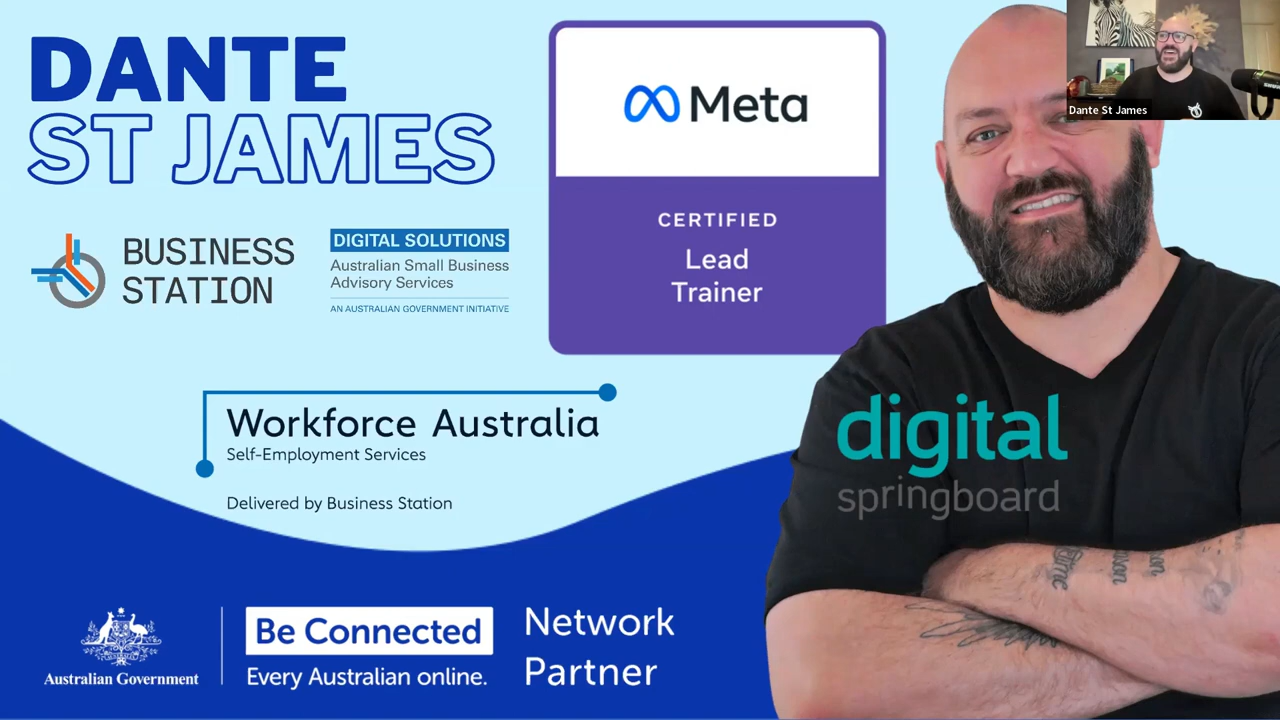 DANTE
ST JAMES
BUSINESS
STATION
DIGITAL SOLUTIONS
Australian Small Business
Advisory Services
AN AUSTRALIAN GOVERNMENT INITIATIVE
Meta
CERTIFIED
Lead
Trainer
Dante St James
Workforce Australia
Self-Employment Services
Delivered by Business Station
digital
springboard
Australian Government
Be Connected
Every Australian online.
Network
Partner